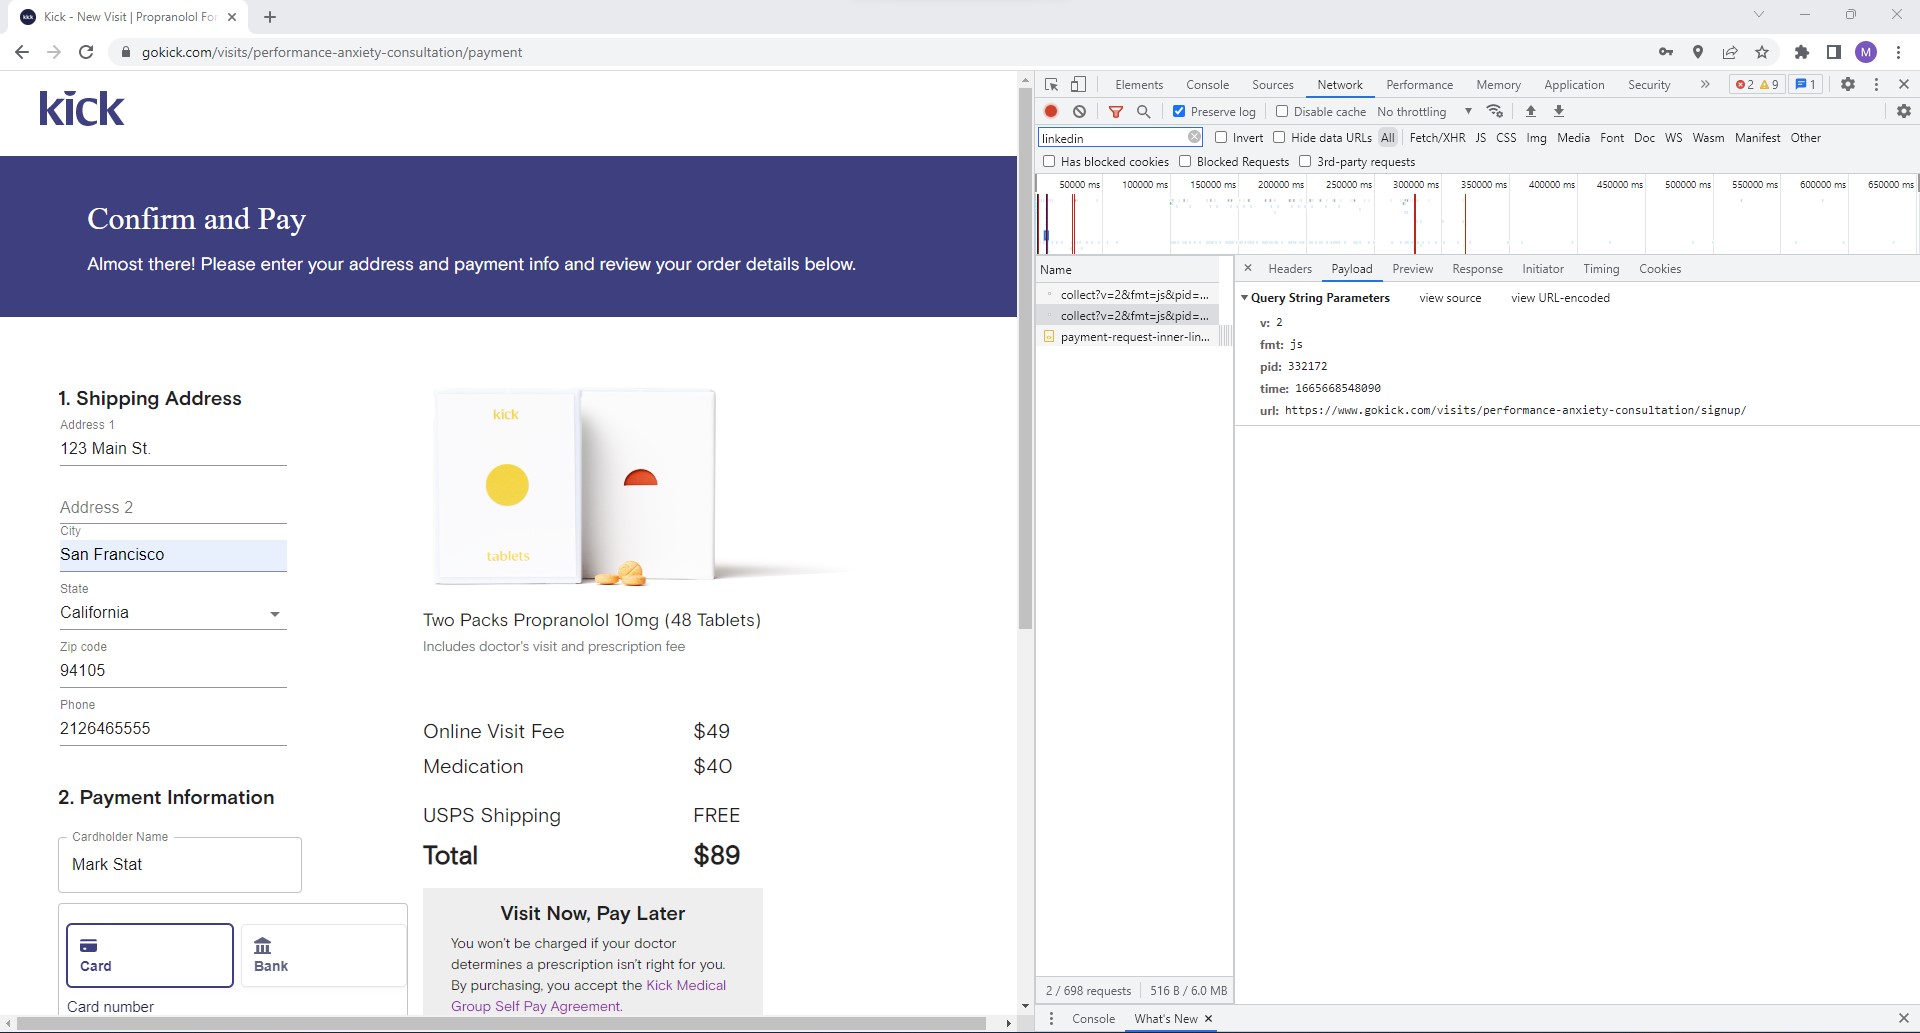 Kick - New Visit | Propranolol For
gokick.com/visits/performance-anxiety-consultation/payment
M
kick
Confirm and Pay
Almost there! Please enter your address and payment info and review your order details below.
1. Shipping Address
Address 1
123 Main St.
Address 2
City
San Francisco
State
California
Zip code
94105
Phone
2126465555
2. Payment Information
Cardholder Name
Mark Stat
Card
Bank
Card number
kick
tablets
Two Packs Propranolol 10mg (48 Tablets)
Includes doctor's visit and prescription fee
Online Visit Fee $49
Medication $40
USPS Shipping FREE
Total $89
Visit Now, Pay Later
You won't be charged if your doctor
determines a prescription isn't right for you.
By purchasing, you accept the Kick Medical
Group Self Pay Agreement.
Elements Console Sources Network Performance Memory Application Security » 2 9 1
Preserve log Disable cache No throttling
linkedin Invert Hide data URLs All Fetch/XHR JS CSS Img Media Font Doc WS Wasm Manifest Other
Has blocked cookies Blocked Requests 3rd-party requests
50000 ms 100000 ms 150000 ms 200000 ms 250000 ms 300000 ms 350000 ms 400000 ms 450000 ms 500000 ms 550000 ms 600000 ms 650000 ms
Name
collect?v=2&fmt=js&pid=...
collect?v=2&fmt=js&pid=...
payment-request-inner-lin...
Headers Payload Preview Response Initiator Timing Cookies
Query String Parameters view source view URL-encoded
v: 2
fmt: js
pid: 332172
time: 1665668548090
url: https://www.gokick.com/visits/performance-anxiety-consultation/signup/
2 / 698 requests 516 B / 6.0 MB
Console What's New